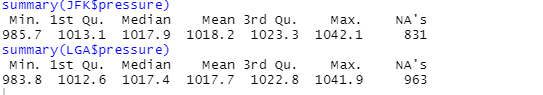 summary(JFK$pressure)
Min. 1st Qu. Median Mean 3rd Qu. Max. NA's
985.7 1013.1 1017.9 1018.2 1023.3 1042.1 831
summary(LGA$pressure)
Min. 1st Qu. Median Mean 3rd Qu. Max. NA's
983.8 1012.6 1017.4 1017.7 1022.8 1041.9 963